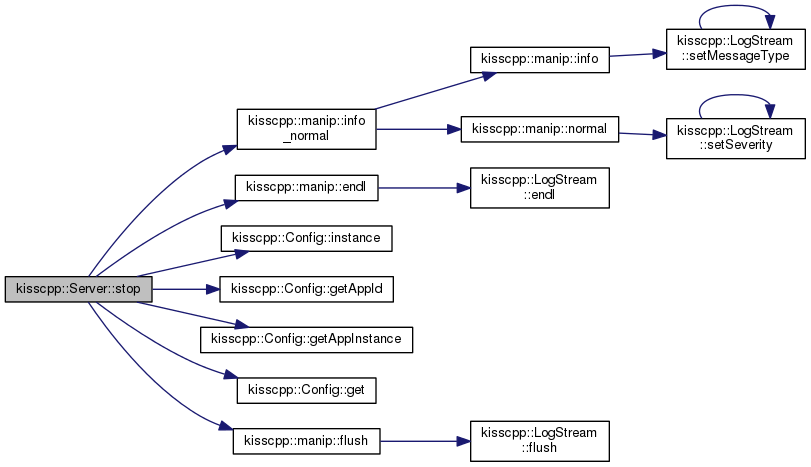 kisscpp::LogStream
::setMessageType
kisscpp::manip::info
kisscpp::manip::info
_normal
kisscpp::manip::normal
kisscpp::LogStream
::setSeverity
kisscpp::manip::endl
kisscpp::LogStream
::endl
kisscpp::Config::instance
kisscpp::Server::stop
kisscpp::Config::getAppId
kisscpp::Config::getAppInstance
kisscpp::Config::get
kisscpp::manip::flush
kisscpp::LogStream
::flush